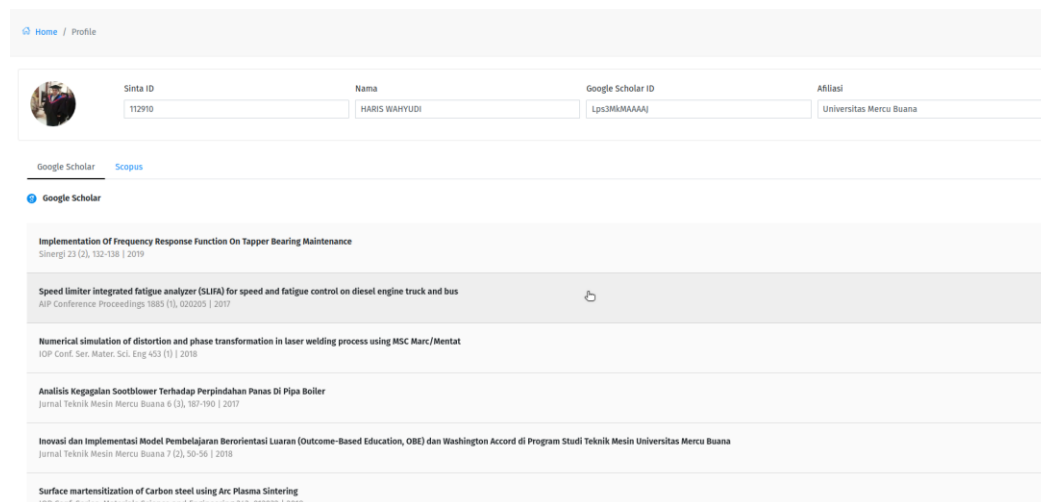 Home / Profile
Sinta ID
Nama
Google Scholar ID
Afiliasi
112910
HARIS WAHYUDI
Lps3MkMAAAAJ
Universitas Mercu Buana
Google Scholar
Scopus
Google Scholar
Implementation Of Frequency Response Function On Tapper Bearing Maintenance
Sinergi 23 (2), 132-138 | 2019
Speed limiter integrated fatigue analyzer (SLIFA) for speed and fatigue control on diesel engine truck and bus
AIP Conference Proceedings 1885 (1), 020205 | 2017
Numerical simulation of distortion and phase transformation in laser welding process using MSC Marc/Mentat
IOP Conf. Ser. Mater. Sci. Eng 453 (1) | 2018
Analisis Kegagalan Sootblower Terhadap Perpindahan Panas Di Pipa Boiler
Jurnal Teknik Mesin Mercu Buana 6 (3), 187-190 | 2017
Inovasi dan Implementasi Model Pembelajaran Berorientasi Luaran (Outcome-Based Education, OBE) dan Washington Accord di Program Studi Teknik Mesin Universitas Mercu Buana
Jurnal Teknik Mesin Mercu Buana 7 (2), 50-56 | 2018
Surface martensitization of Carbon steel using Arc Plasma Sintering